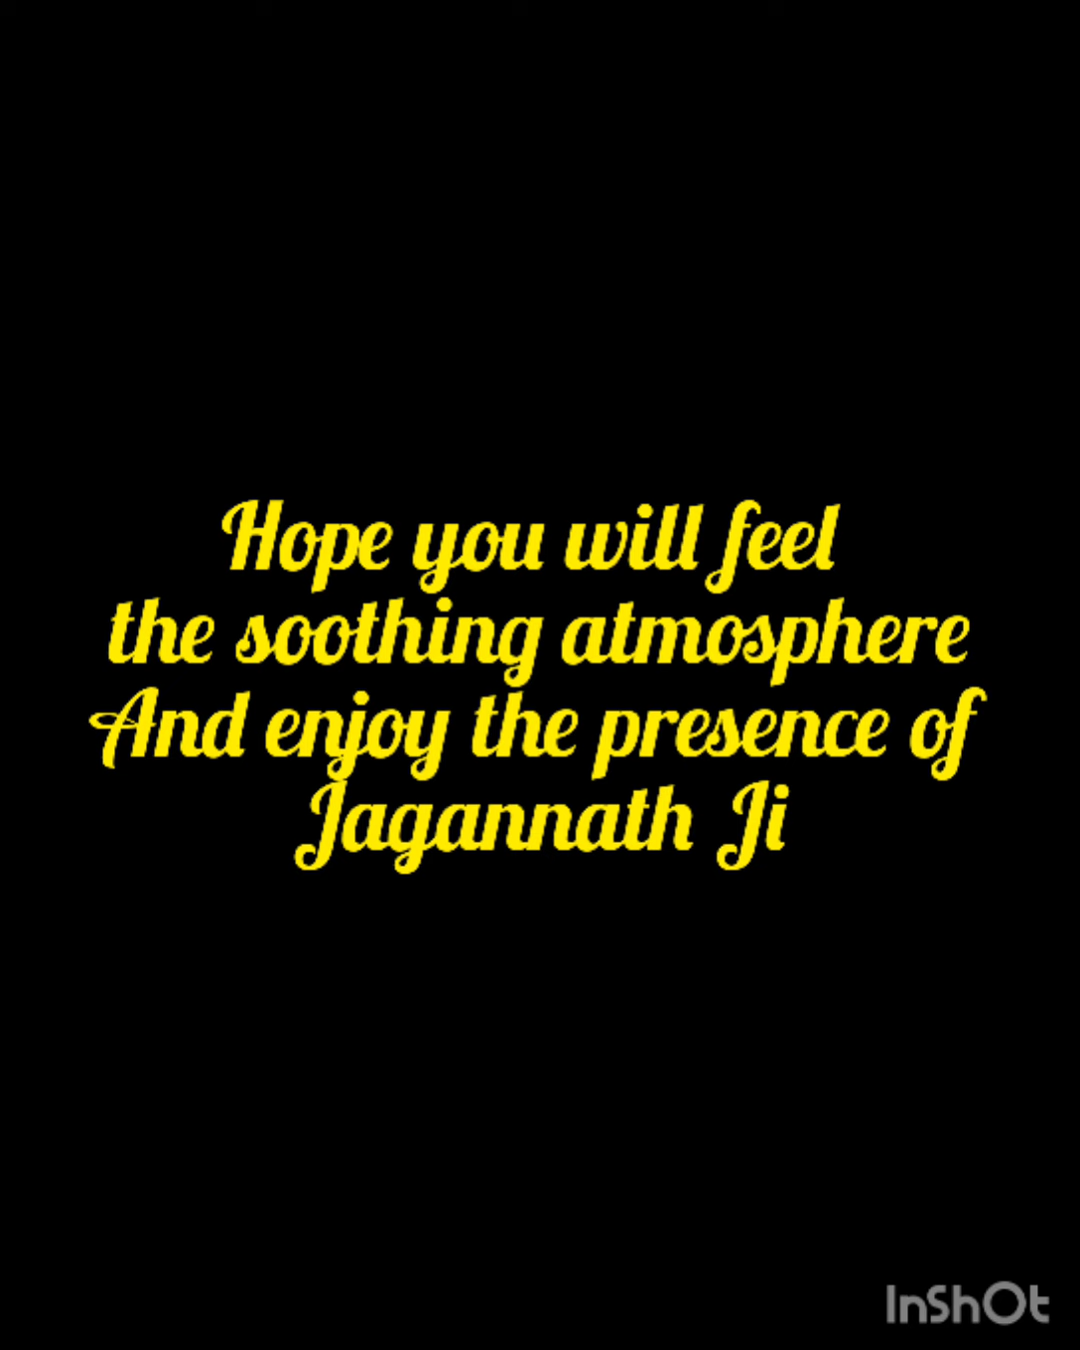 Hope you will feel
the soothing atmosphere
And enjoy the presence of
Jagannath Ji
InShOt